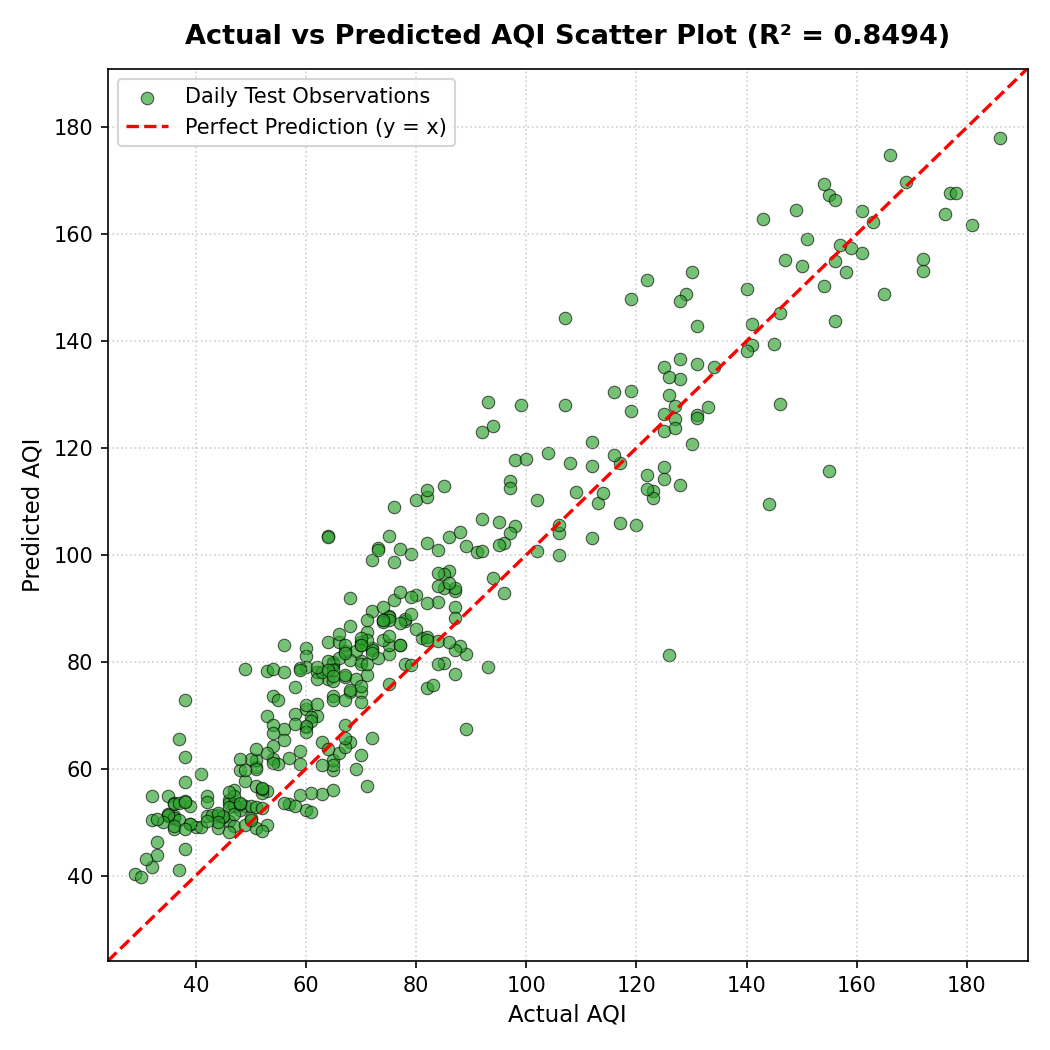 Actual vs Predicted AQI Scatter Plot (R² = 0.8494)
Daily Test Observations
Perfect Prediction (y = x)
Predicted AQI
180
160
140
120
100
80
60
40
40 60 80 100 120 140 160 180
Actual AQI